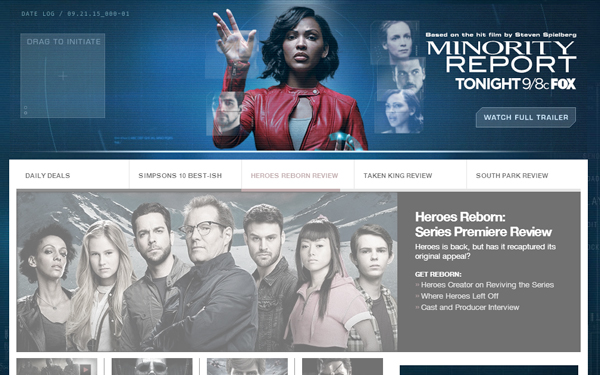 DATE LOG / 09.21.15_000-01
DRAG TO INITIATE
Based on the hit film by Steven Spielberg
MINORITY
REPORT
TONIGHT 9/8c FOX
WATCH FULL TRAILER
DAILY DEALS
SIMPSONS 10 BEST-ISH
HEROES REBORN REVIEW
TAKEN KING REVIEW
SOUTH PARK REVIEW
Heroes Reborn:
Series Premiere Review
Heroes is back, but has it recaptured its
original appeal?
GET REBORN:
Heroes Creator on Reviving the Series
Where Heroes Left Off
Cast and Producer Interview